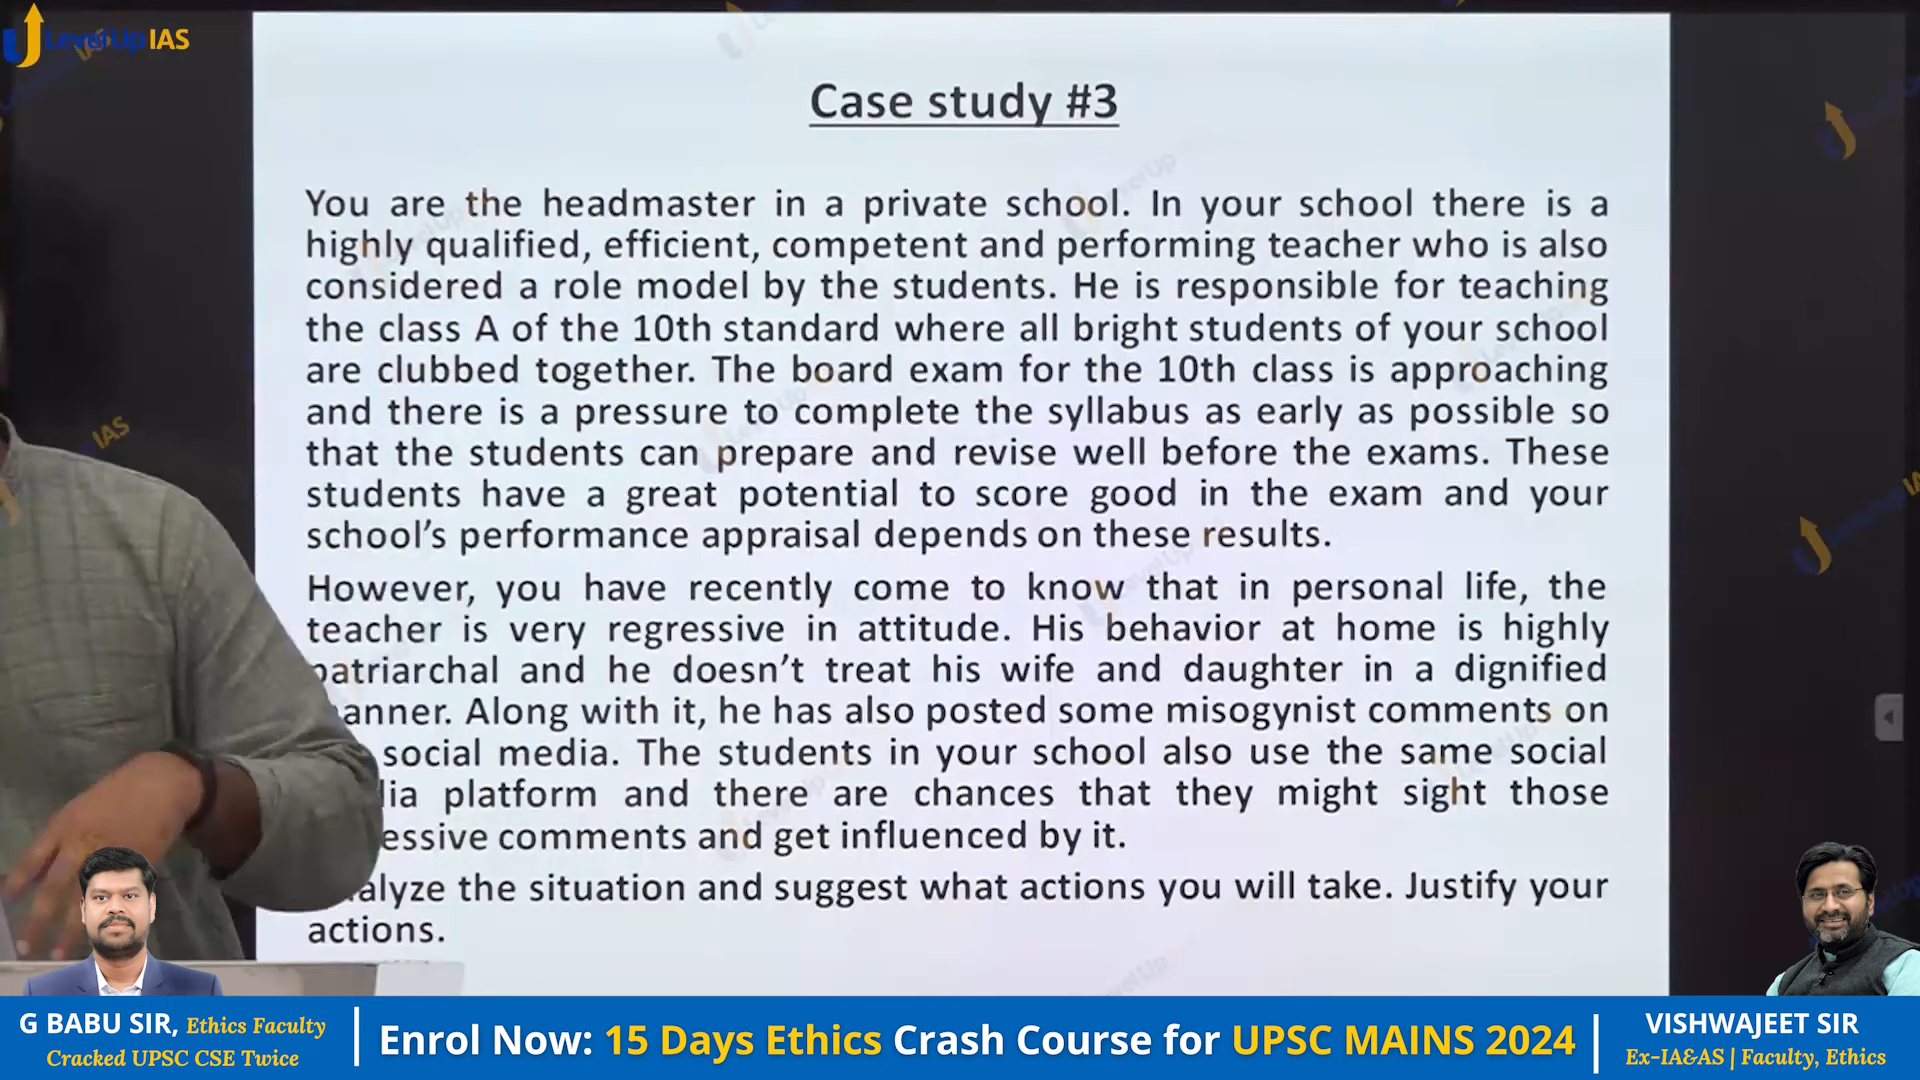 LevelUp IAS
Case study #3
You are the headmaster in a private school. In your school there is a
highly qualified, efficient, competent and performing teacher who is also
considered a role model by the students. He is responsible for teaching
the class A of the 10th standard where all bright students of your school
are clubbed together. The board exam for the 10th class is approaching
and there is a pressure to complete the syllabus as early as possible so
that the students can prepare and revise well before the exams. These
students have a great potential to score good in the exam and your
school's performance appraisal depends on these results.
However, you have recently come to know that in personal life, the
teacher is very regressive in attitude. His behavior at home is highly
patriarchal and he doesn't treat his wife and daughter in a dignified
anner. Along with it, he has also posted some misogynist comments on
social media. The students in your school also use the same social
dia platform and there are chances that they might sight those
essive comments and get influenced by it.
alyze the situation and suggest what actions you will take. Justify your
actions.
G BABU SIR, Ethics Faculty
Cracked UPSC CSE Twice
Enrol Now: 15 Days Ethics Crash Course for UPSC MAINS 2024
VISHWAJEET SIR
Ex-IA&AS | Faculty, Ethics